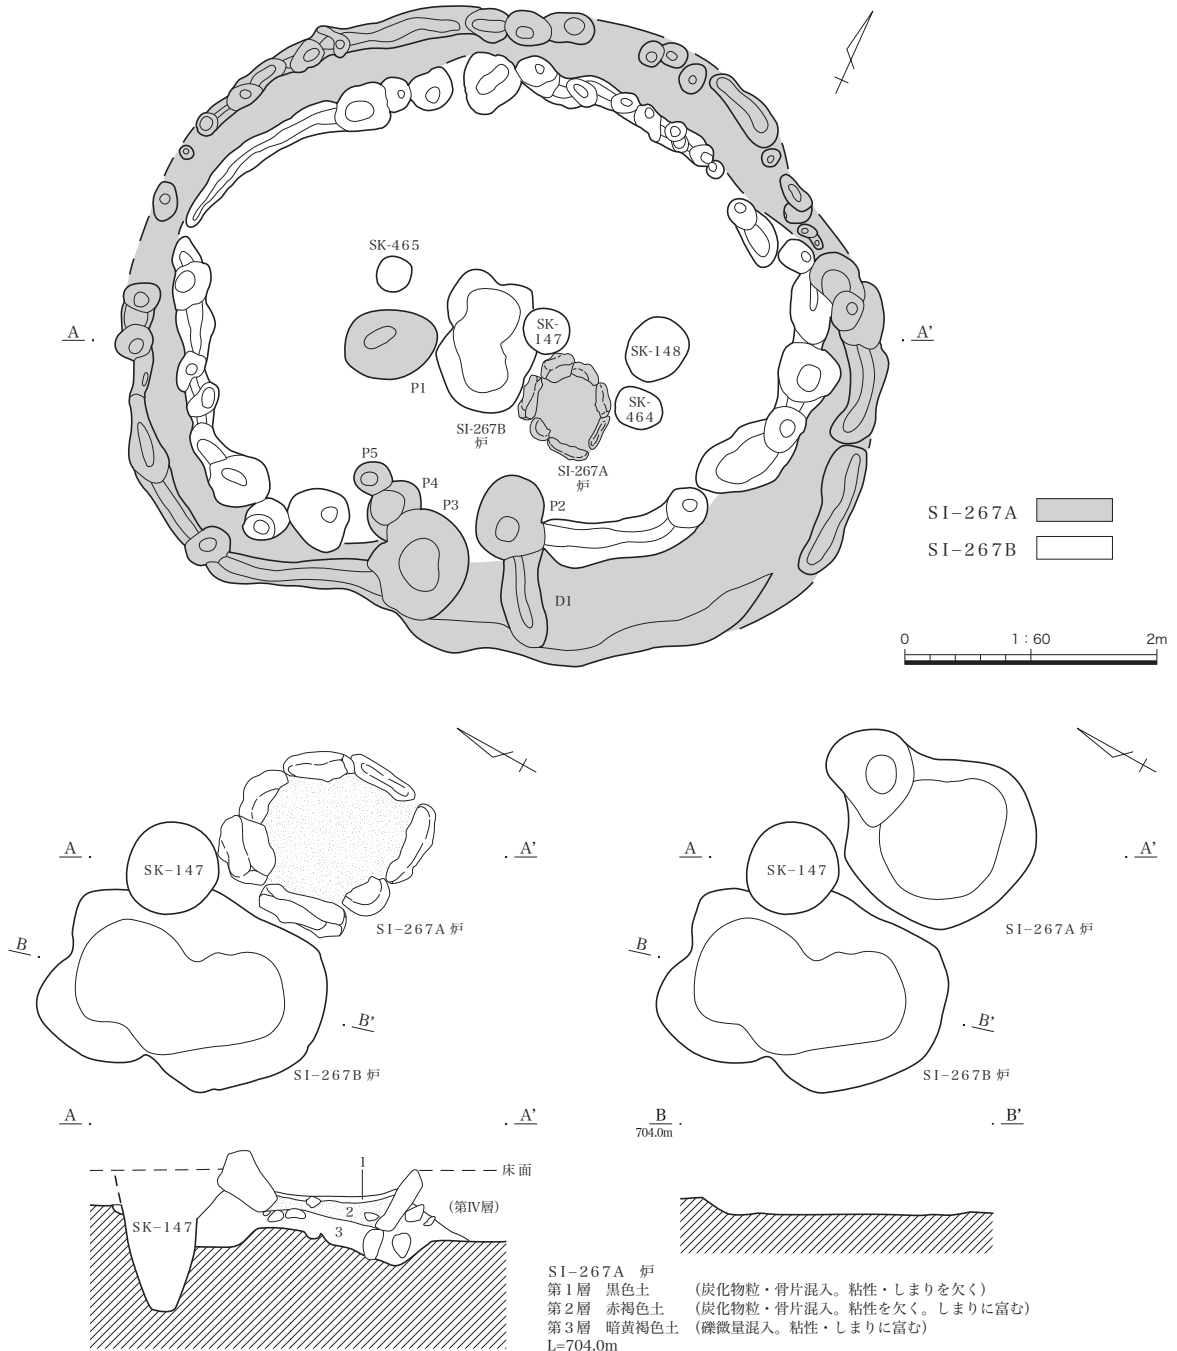 SK-465
A
A’
SK-
147
SK-148
P1
SK-
464
SI-267B
炉
P5
SI-267A
炉
P4
P3
P2
SI−267A
SI−267B
D1
0
1：60
2m
A
A’
A
A’
SK−147
SK−147
SI−267A 炉
SI−267A 炉
B
B
B’
B’
SI−267B 炉
SI−267B 炉
A
A’
B
B’
704.0m
1
床面
2
（第Ⅳ層）
SK−147
3
SI−267A　炉
第１層　黒色土　（炭化物粒・骨片混入。粘性・しまりを欠く）
第２層　赤褐色土　（炭化物粒・骨片混入。粘性を欠く。しまりに富む）
第３層　暗黄褐色土　（礫微量混入。粘性・しまりに富む）
L=704.0m